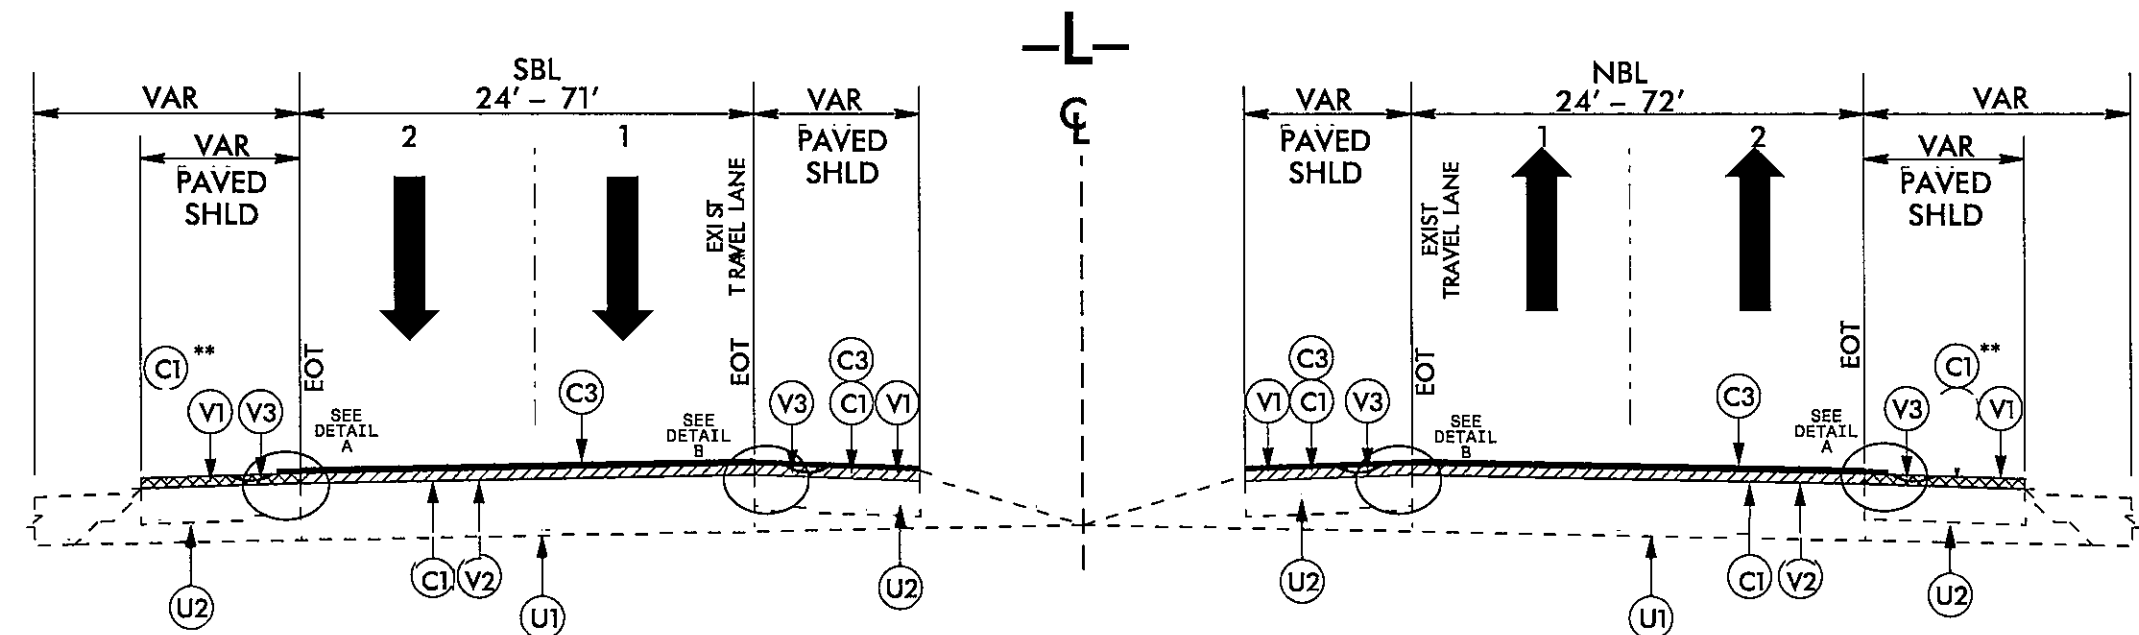 -L-
℄
VAR
SBL
24' - 71'
VAR
VAR
NBL
24' - 72'
VAR
VAR
PAVED
SHLD
2
1
PAVED
SHLD
PAVED
SHLD
1
2
VAR
PAVED
SHLD
EXIST
TRAVEL LANE
EXIST
TRAVEL LANE
EOT
EOT
EOT
EOT
C1 **
V1
V3
SEE
DETAIL
A
C3
SEE
DETAIL
B
V3
C3
C1
V1
V1
C3
C1
V3
SEE
DETAIL
B
C3
SEE
DETAIL
A
V3
C1 **
V1
U2
C1
V2
U1
U2
U2
U1
C1
V2
U2